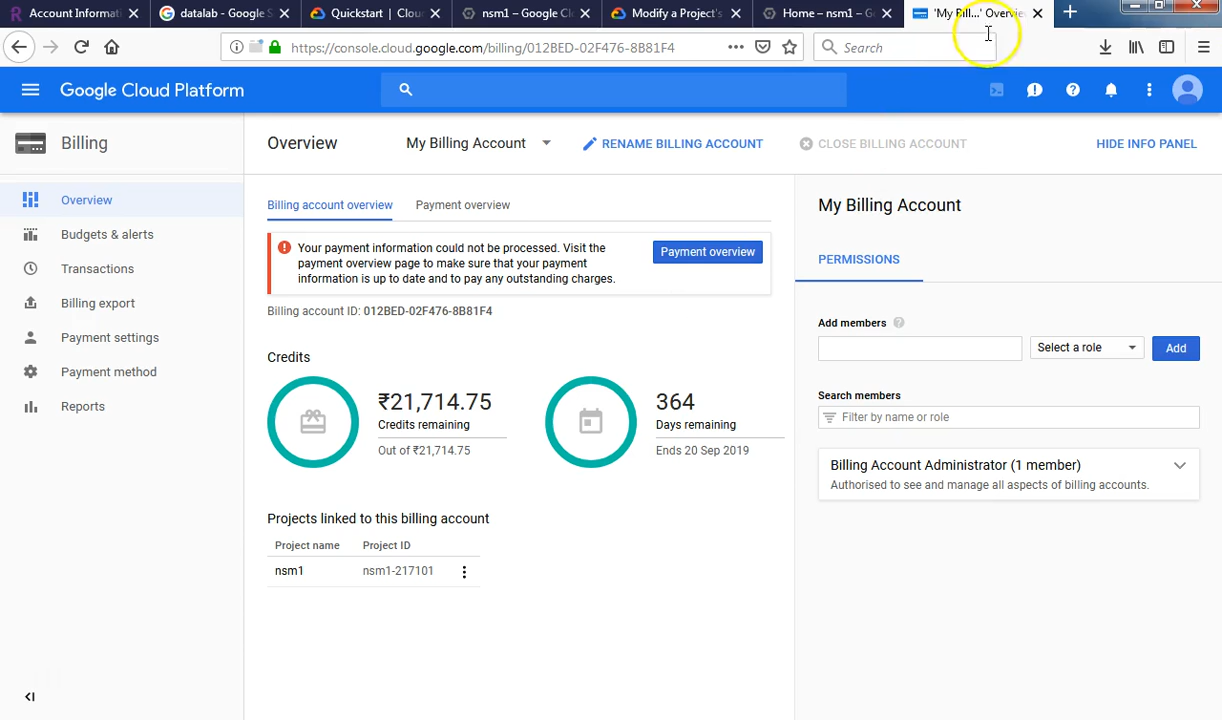 Account Informati
datalab - Google S
Quickstart | Clou
nsm1 – Google Clo
Modify a Project's
Home – nsm1 – Go
'My Bill...' Overvie
https://console.cloud.google.com/billing/012BED-02F476-8B81F4
Search
Google Cloud Platform
Billing
Overview
My Billing Account
RENAME BILLING ACCOUNT
CLOSE BILLING ACCOUNT
HIDE INFO PANEL
Overview
Budgets & alerts
Transactions
Billing export
Payment settings
Payment method
Reports
Billing account overview
Payment overview
Your payment information could not be processed. Visit the
payment overview page to make sure that your payment
information is up to date and to pay any outstanding charges.
Payment overview
Billing account ID: 012BED-02F476-8B81F4
Credits
₹21,714.75
Credits remaining
Out of ₹21,714.75
364
Days remaining
Ends 20 Sep 2019
Projects linked to this billing account
Project name Project ID
nsm1 nsm1-217101
My Billing Account
PERMISSIONS
Add members
Select a role
Add
Search members
Filter by name or role
Billing Account Administrator (1 member)
Authorised to see and manage all aspects of billing accounts.